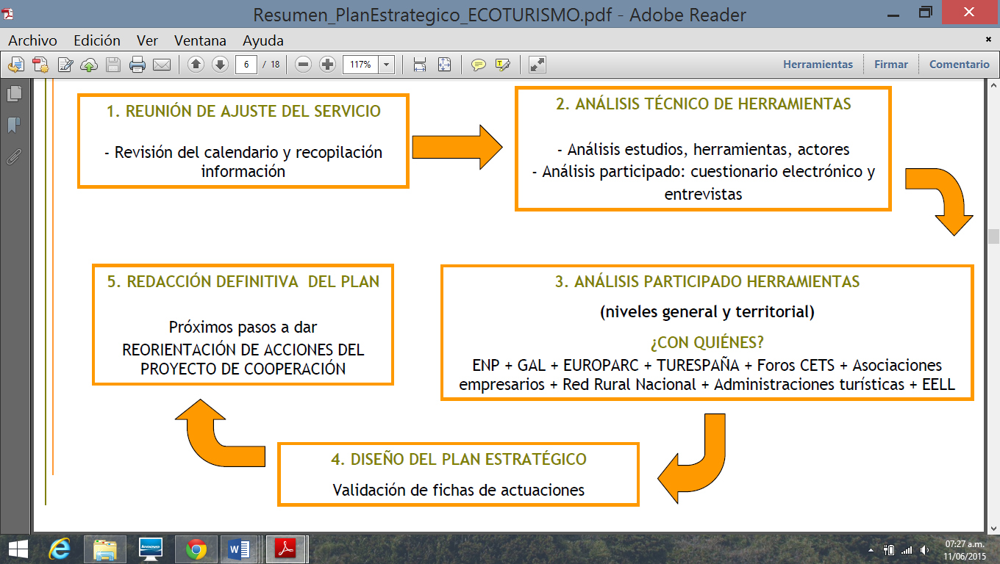 Resumen_PlanEstrategico_ECOTURISMO.pdf - Adobe Reader
Archivo Edición Ver Ventana Ayuda
6 / 18 117% Herramientas Firmar Comentario
1. REUNIÓN DE AJUSTE DEL SERVICIO
- Revisión del calendario y recopilación
información
2. ANÁLISIS TÉCNICO DE HERRAMIENTAS
- Análisis estudios, herramientas, actores
- Análisis participado: cuestionario electrónico y
entrevistas
3. ANÁLISIS PARTICIPADO HERRAMIENTAS
(niveles general y territorial)
¿CON QUIÉNES?
ENP + GAL + EUROPARC + TURESPAÑA + Foros CETS + Asociaciones
empresarios + Red Rural Nacional + Administraciones turísticas + EELL
4. DISEÑO DEL PLAN ESTRATÉGICO
Validación de fichas de actuaciones
5. REDACCIÓN DEFINITIVA DEL PLAN
Próximos pasos a dar
REORIENTACIÓN DE ACCIONES DEL
PROYECTO DE COOPERACIÓN
lenovo
07:27 a.m.
11/06/2015